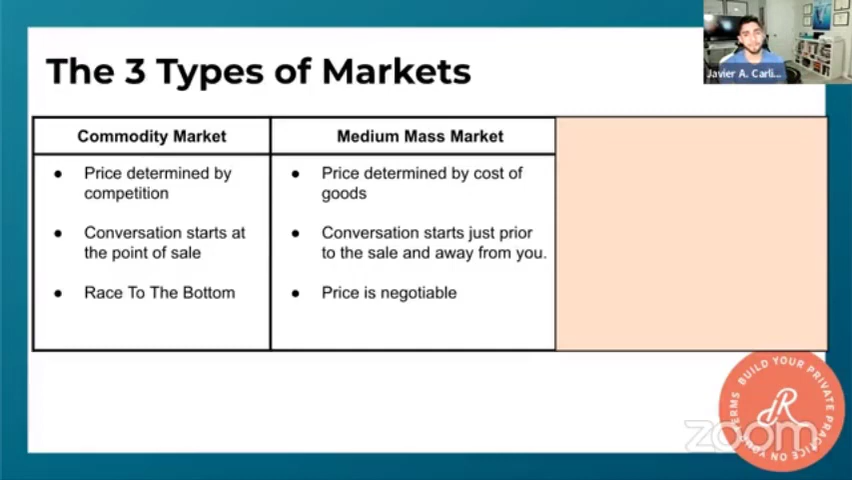 The 3 Types of Markets
Javier A. Carli...
Commodity Market
Medium Mass Market
● Price determined by
competition
● Conversation starts at
the point of sale
● Race To The Bottom
● Price determined by cost of
goods
● Conversation starts just prior
to the sale and away from you.
● Price is negotiable
BUILD YOUR PRIVATE PRACTICE ON YOUR TERMS
JR
zoom